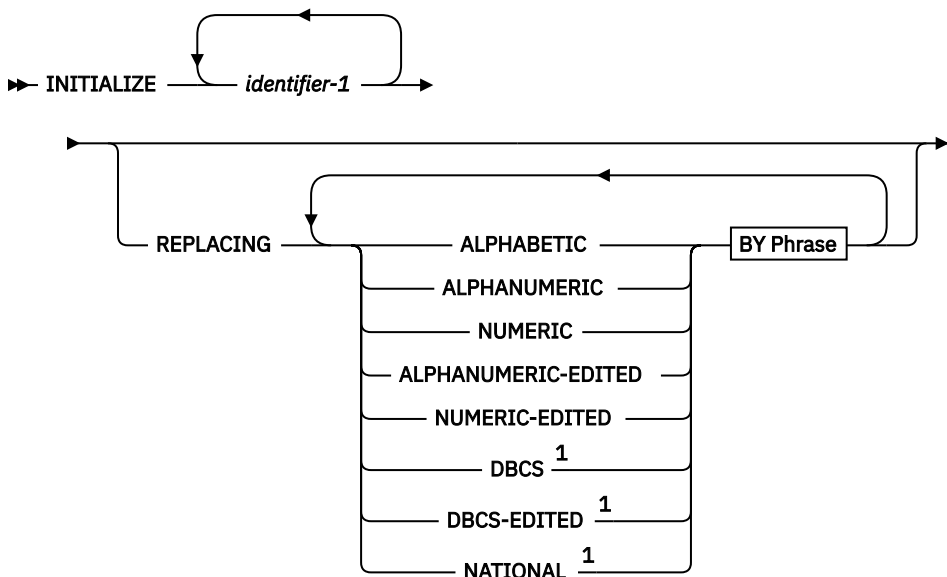 INITIALIZE identifier-1
REPLACING ALPHABETIC BY Phrase
ALPHANUMERIC
NUMERIC
ALPHANUMERIC-EDITED
NUMERIC-EDITED
DBCS 1
DBCS-EDITED 1
NATIONAL 1